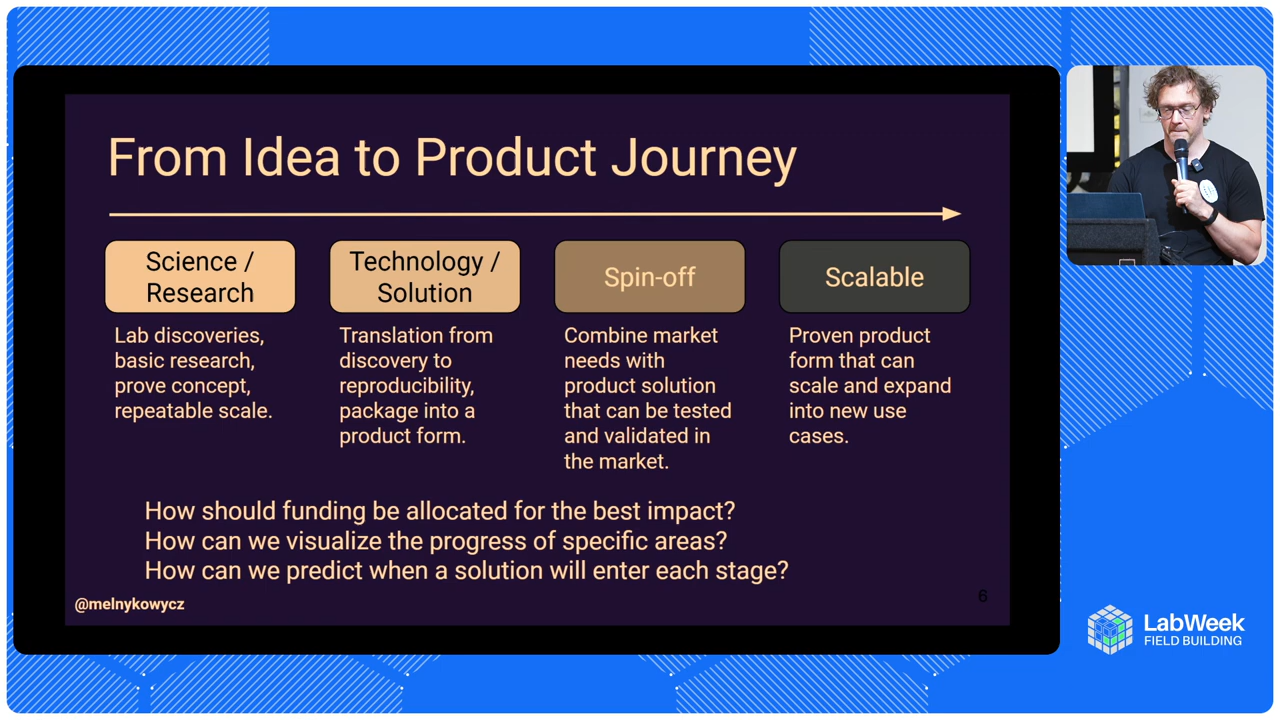 From Idea to Product Journey
Science /
Research
Technology /
Solution
Spin-off
Scalable
Lab discoveries,
basic research,
prove concept,
repeatable scale.
Translation from
discovery to
reproducibility,
package into a
product form.
Combine market
needs with
product solution
that can be tested
and validated in
the market.
Proven product
form that can
scale and expand
into new use
cases.
How should funding be allocated for the best impact?
How can we visualize the progress of specific areas?
How can we predict when a solution will enter each stage?
@melnykowycz
6
LabWeek
FIELD BUILDING